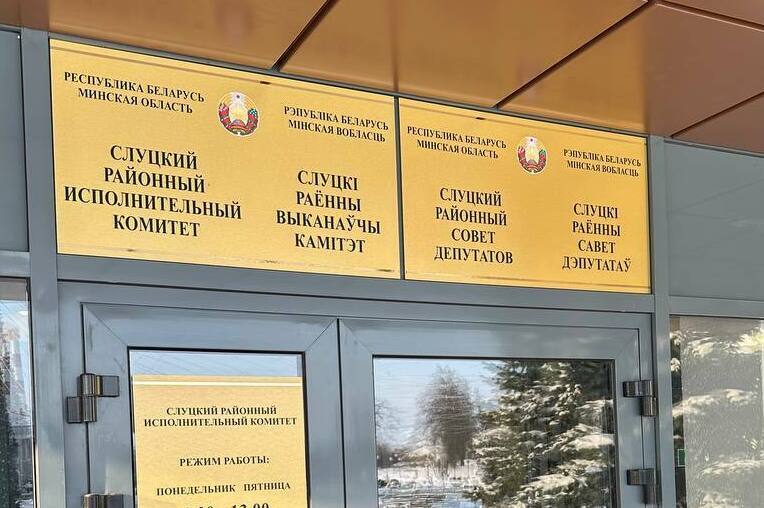 РЕСПУБЛИКА БЕЛАРУСЬ
МИНСКАЯ ОБЛАСТЬ
СЛУЦКИЙ
РАЙОННЫЙ
ИСПОЛНИТЕЛЬНЫЙ
КОМИТЕТ
РЭПУБЛІКА БЕЛАРУСЬ
МІНСКАЯ ВОБЛАСЦЬ
СЛУЦКІ
РАЁННЫ
ВЫКАНАЎЧЫ
КАМІТЭТ
РЕСПУБЛИКА БЕЛАРУСЬ
МИНСКАЯ ОБЛАСТЬ
СЛУЦКИЙ
РАЙОННЫЙ
СОВЕТ
ДЕПУТАТОВ
РЭПУБЛІКА БЕЛАРУСЬ
МІНСКАЯ ВОБЛАСЦЬ
СЛУЦКІ
РАЁННЫ
САВЕТ
ДЭПУТАТАЎ
СЛУЦКИЙ РАЙОННЫЙ
ИСПОЛНИТЕЛЬНЫЙ КОМИТЕТ
РЕЖИМ РАБОТЫ:
ПОНЕДЕЛЬНИК ПЯТНИЦА